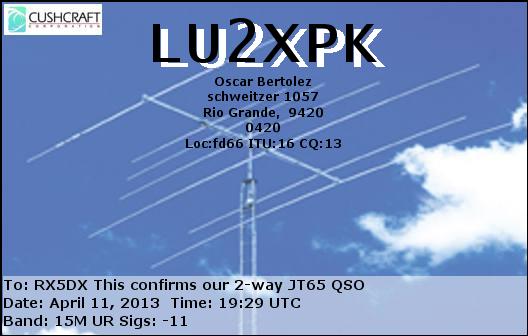 CUSHCRAFT
CORPORATION
LU2XPK
Oscar Bertolez
schweitzer 1057
Rio Grande, 9420
0420
Loc:fd66 ITU:16 CQ:13
To: RX5DX This confirms our 2-way JT65 QSO
Date: April 11, 2013 Time: 19:29 UTC
Band: 15M UR Sigs: -11